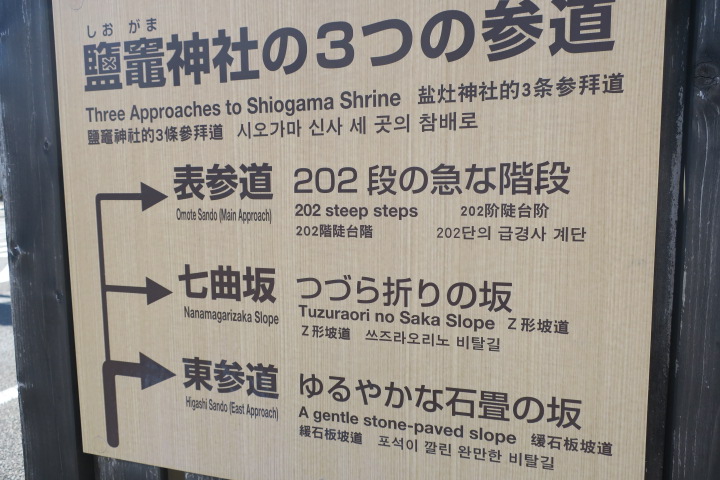 しおがま
鹽竈神社の3つの参道
Three Approaches to Shiogama Shrine 盐灶神社的3条参拜道
鹽竈神社的3條參拜道 시오가마 신사 세 곳의 참배로
表参道 202段の急な階段
Omote Sando (Main Approach) 202 steep steps 202阶陡台阶
202階陡台階 202단의 급경사 계단
七曲坂 つづら折りの坂
Nanamagarizaka Slope Tuzuraori no Saka Slope Z形坡道
Z形坡道 쓰즈라오리노 비탈길
東参道 ゆるやかな石畳の坂
Higashi Sando (East Approach) A gentle stone-paved slope 缓石板坡道
緩石板坡道 포석이 깔린 완만한 비탈길